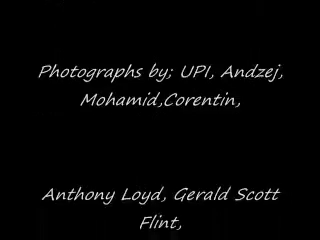 Photographs by; UPI, Andzej,
Mohamid,Corentin,
Anthony Loyd, Gerald Scott
Flint,